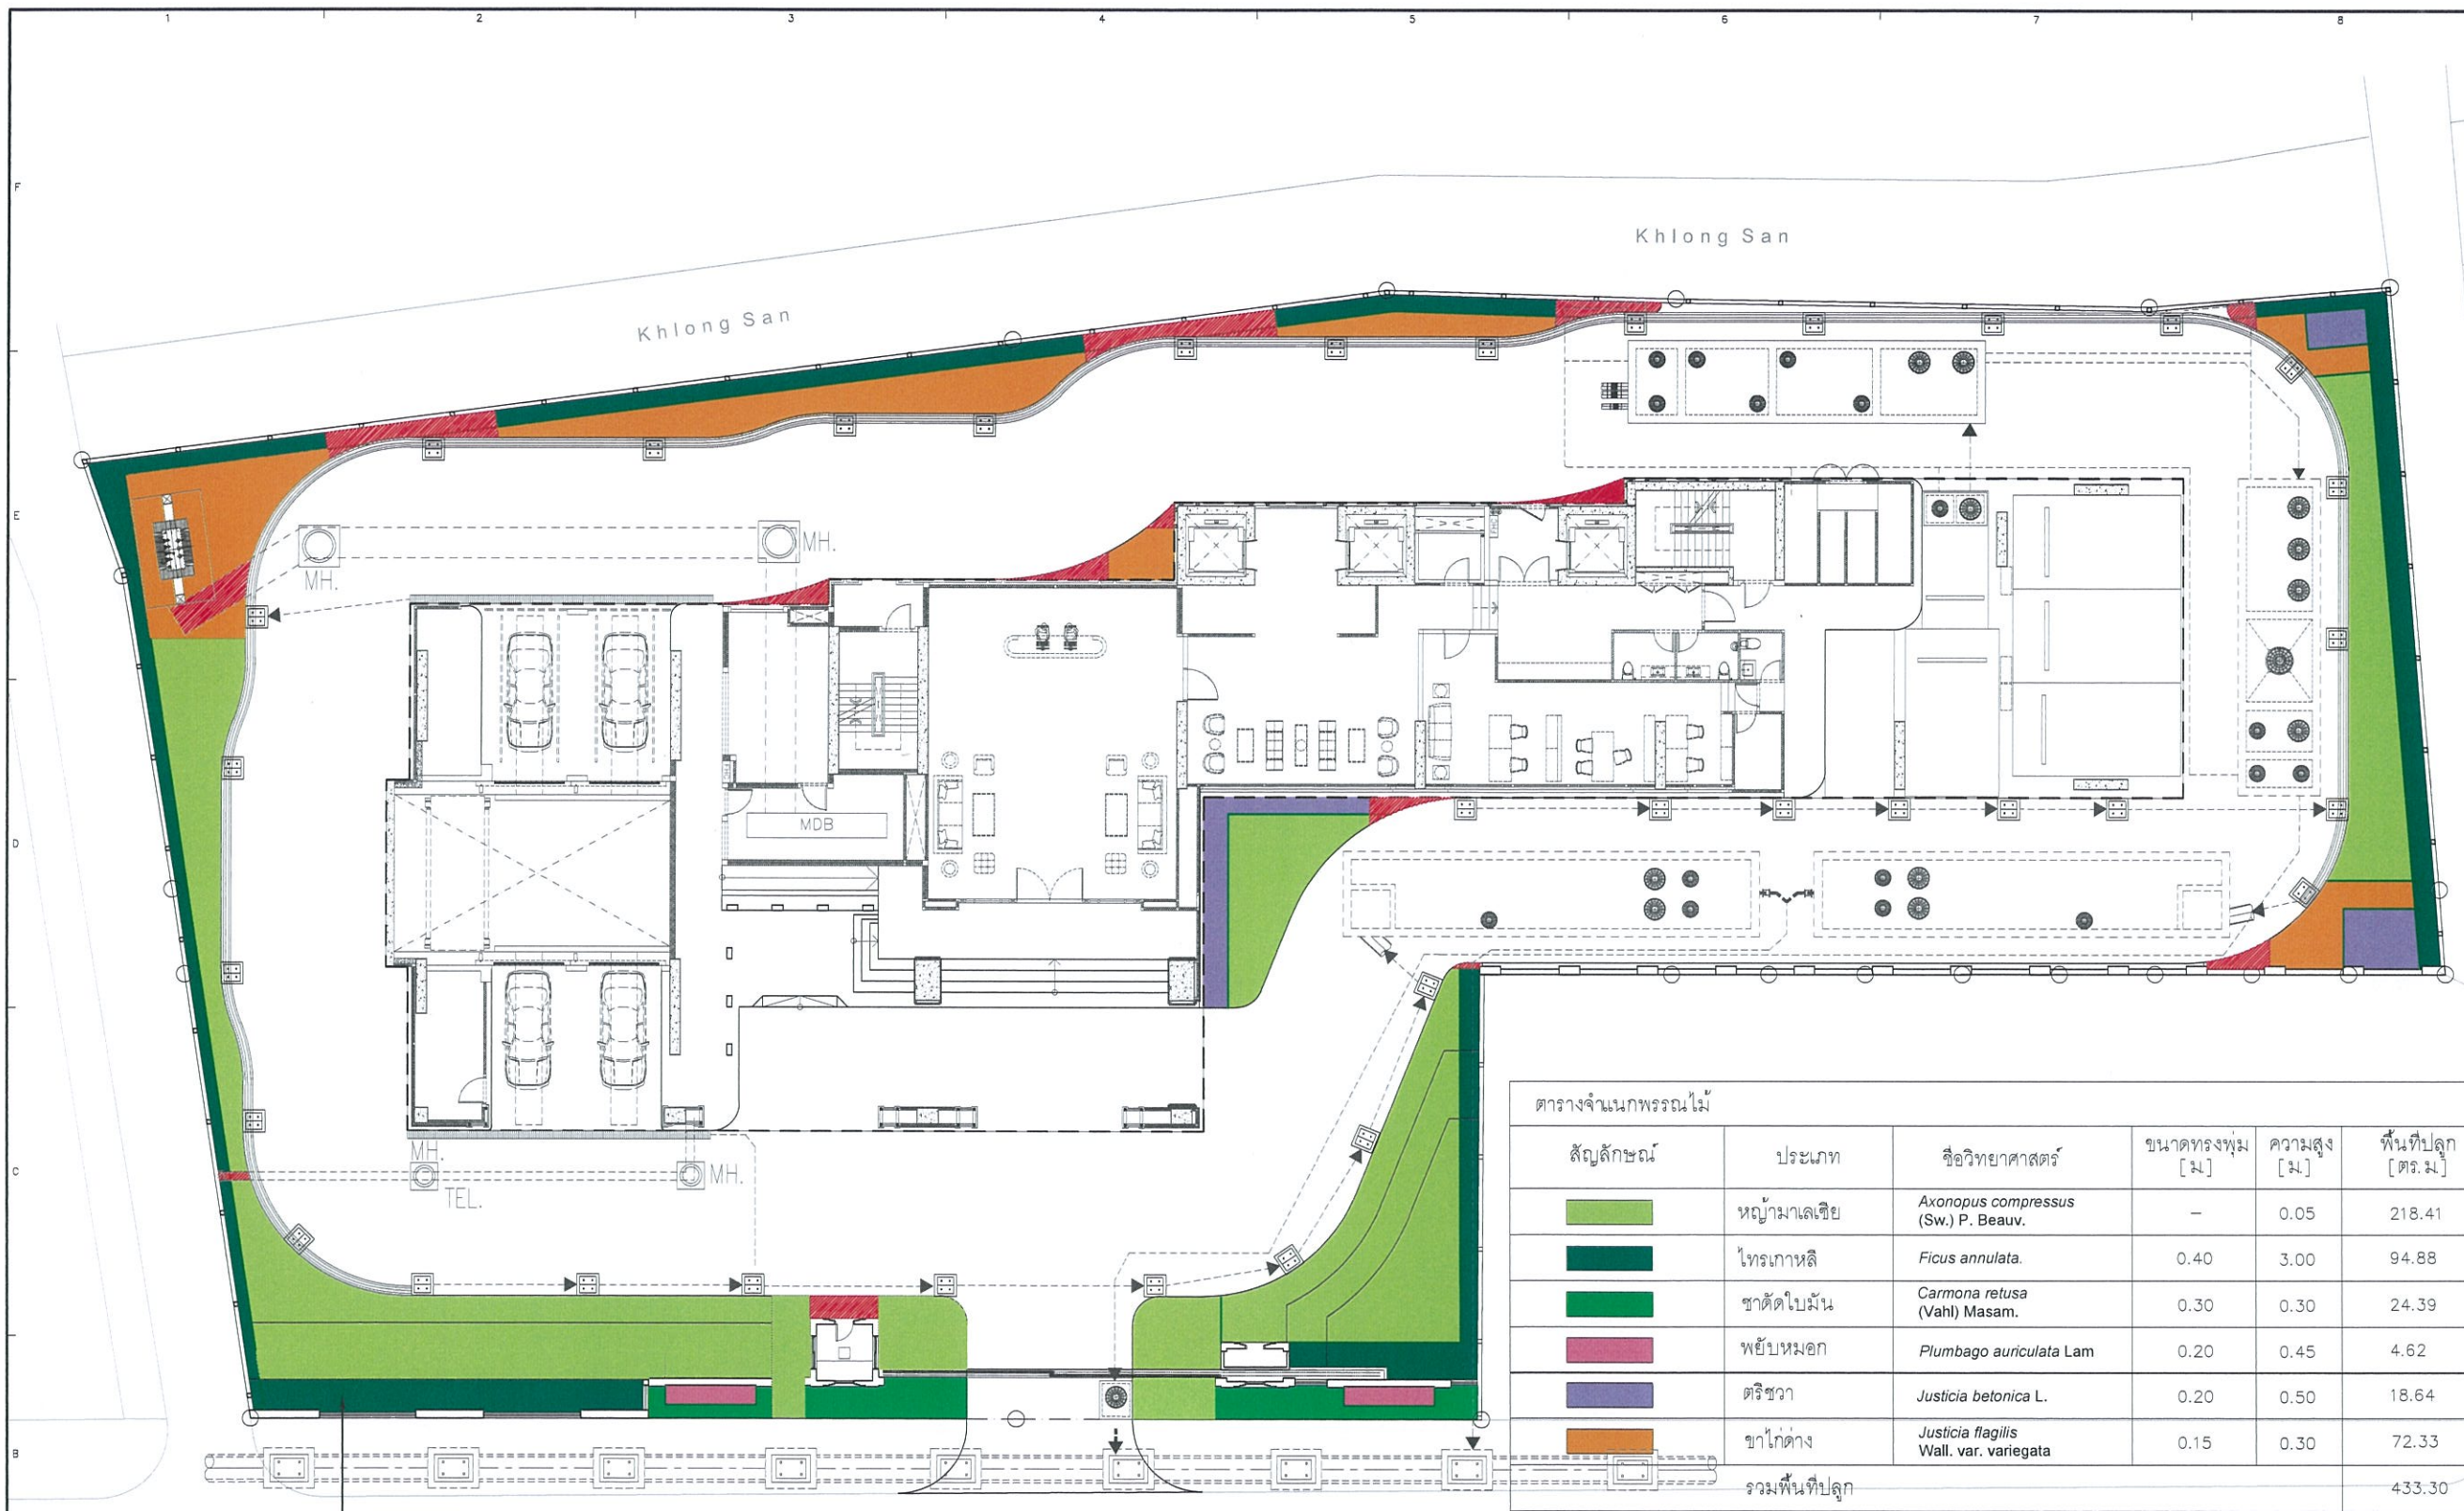 1 2 3 4 5 6 7 8
F
Khlong San
Khlong San
E
MH.
MH.
MDB
D
MH.
MH.
TEL.
C
B
ตารางจำแนกพรรณไม้
สัญลักษณ์ ประเภท ชื่อวิทยาศาสตร์ ขนาดทรงพุ่ม ความสูง พื้นที่ปลูก
[ม.] [ม.] [ตร.ม.]
หญ้ามาเลเซีย Axonopus compressus (Sw.) P. Beauv. – 0.05 218.41
ไทรเกาหลี Ficus annulata. 0.40 3.00 94.88
ชาดัดใบมัน Carmona retusa (Vahl) Masam. 0.30 0.30 24.39
พยับหมอก Plumbago auriculata Lam 0.20 0.45 4.62
ตรีชวา Justicia betonica L. 0.20 0.50 18.64
ขาไก่ด่าง Justicia flagilis Wall. var. variegata 0.15 0.30 72.33
รวมพื้นที่ปลูก 433.30